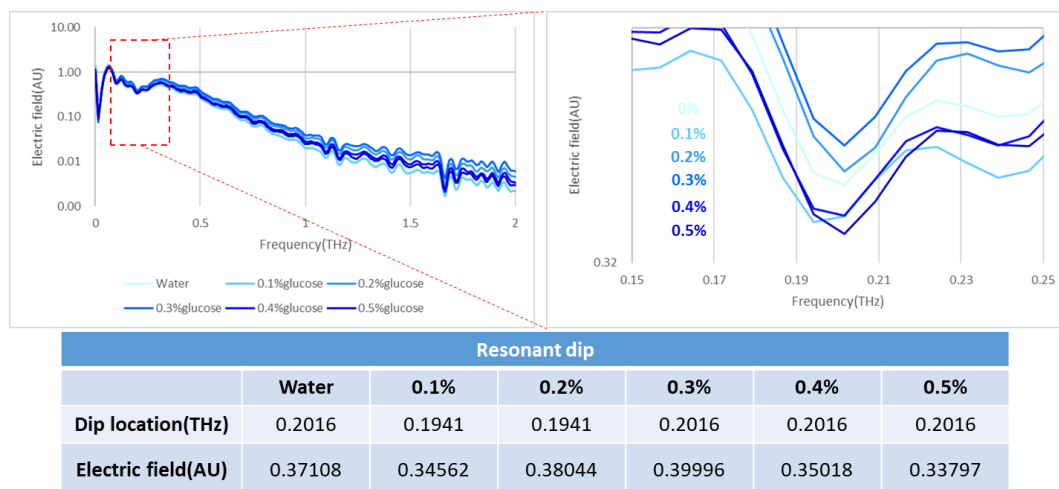 Electric field(AU)
10.00
1.00
0.10
0.01
0.00
0
0.5
1
1.5
2
Frequency(THz)
Water
0.1%glucose
0.2%glucose
0.3%glucose
0.4%glucose
0.5%glucose
Electric field(AU)
0.32
0%
0.1%
0.2%
0.3%
0.4%
0.5%
0.15
0.17
0.19
0.21
0.23
0.25
Frequency(THz)
Resonant dip
Water 0.1% 0.2% 0.3% 0.4% 0.5%
Dip location(THz) 0.2016 0.1941 0.1941 0.2016 0.2016 0.2016
Electric field(AU) 0.37108 0.34562 0.38044 0.39996 0.35018 0.33797